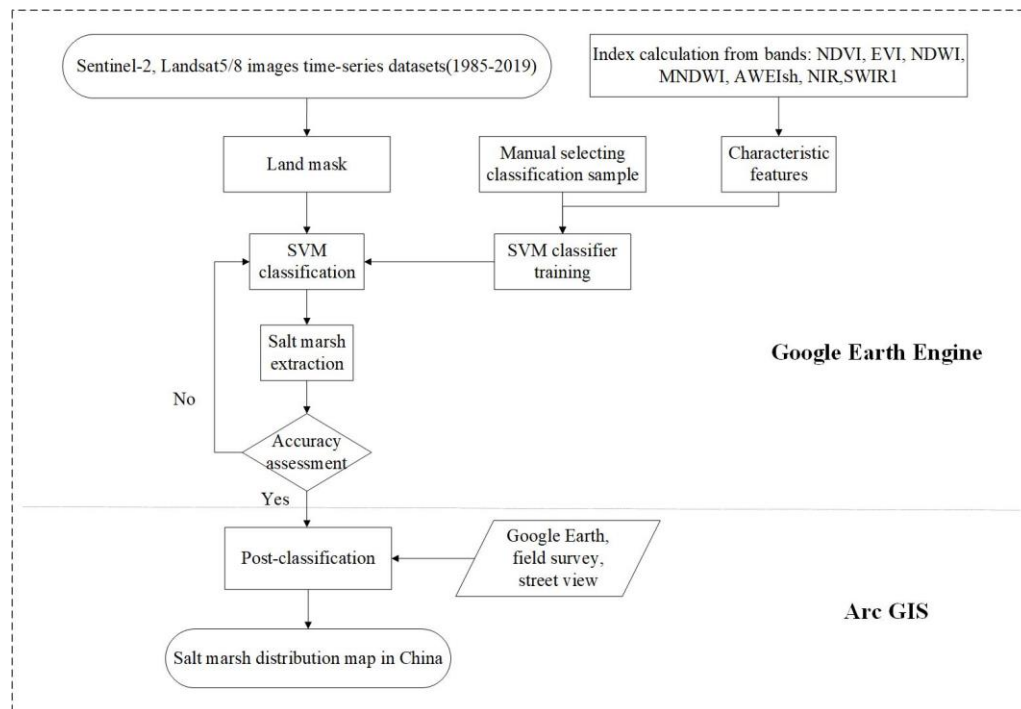 Sentinel-2, Landsat5/8 images time-series datasets(1985-2019)
Index calculation from bands: NDVI, EVI, NDWI,
MNDWI, AWEIsh, NIR,SWIR1
Land mask
Manual selecting
classification sample
Characteristic
features
SVM
classification
SVM classifier
training
Salt marsh
extraction
Google Earth Engine
No
Accuracy
assessment
Yes
Post-classification
Google Earth,
field survey,
street view
Arc GIS
Salt marsh distribution map in China